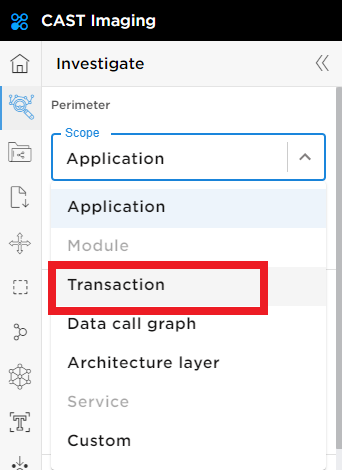 CAST Imaging
Investigate
Perimeter
Scope
Application
Application
Module
Transaction
Data call graph
Architecture layer
Service
Custom